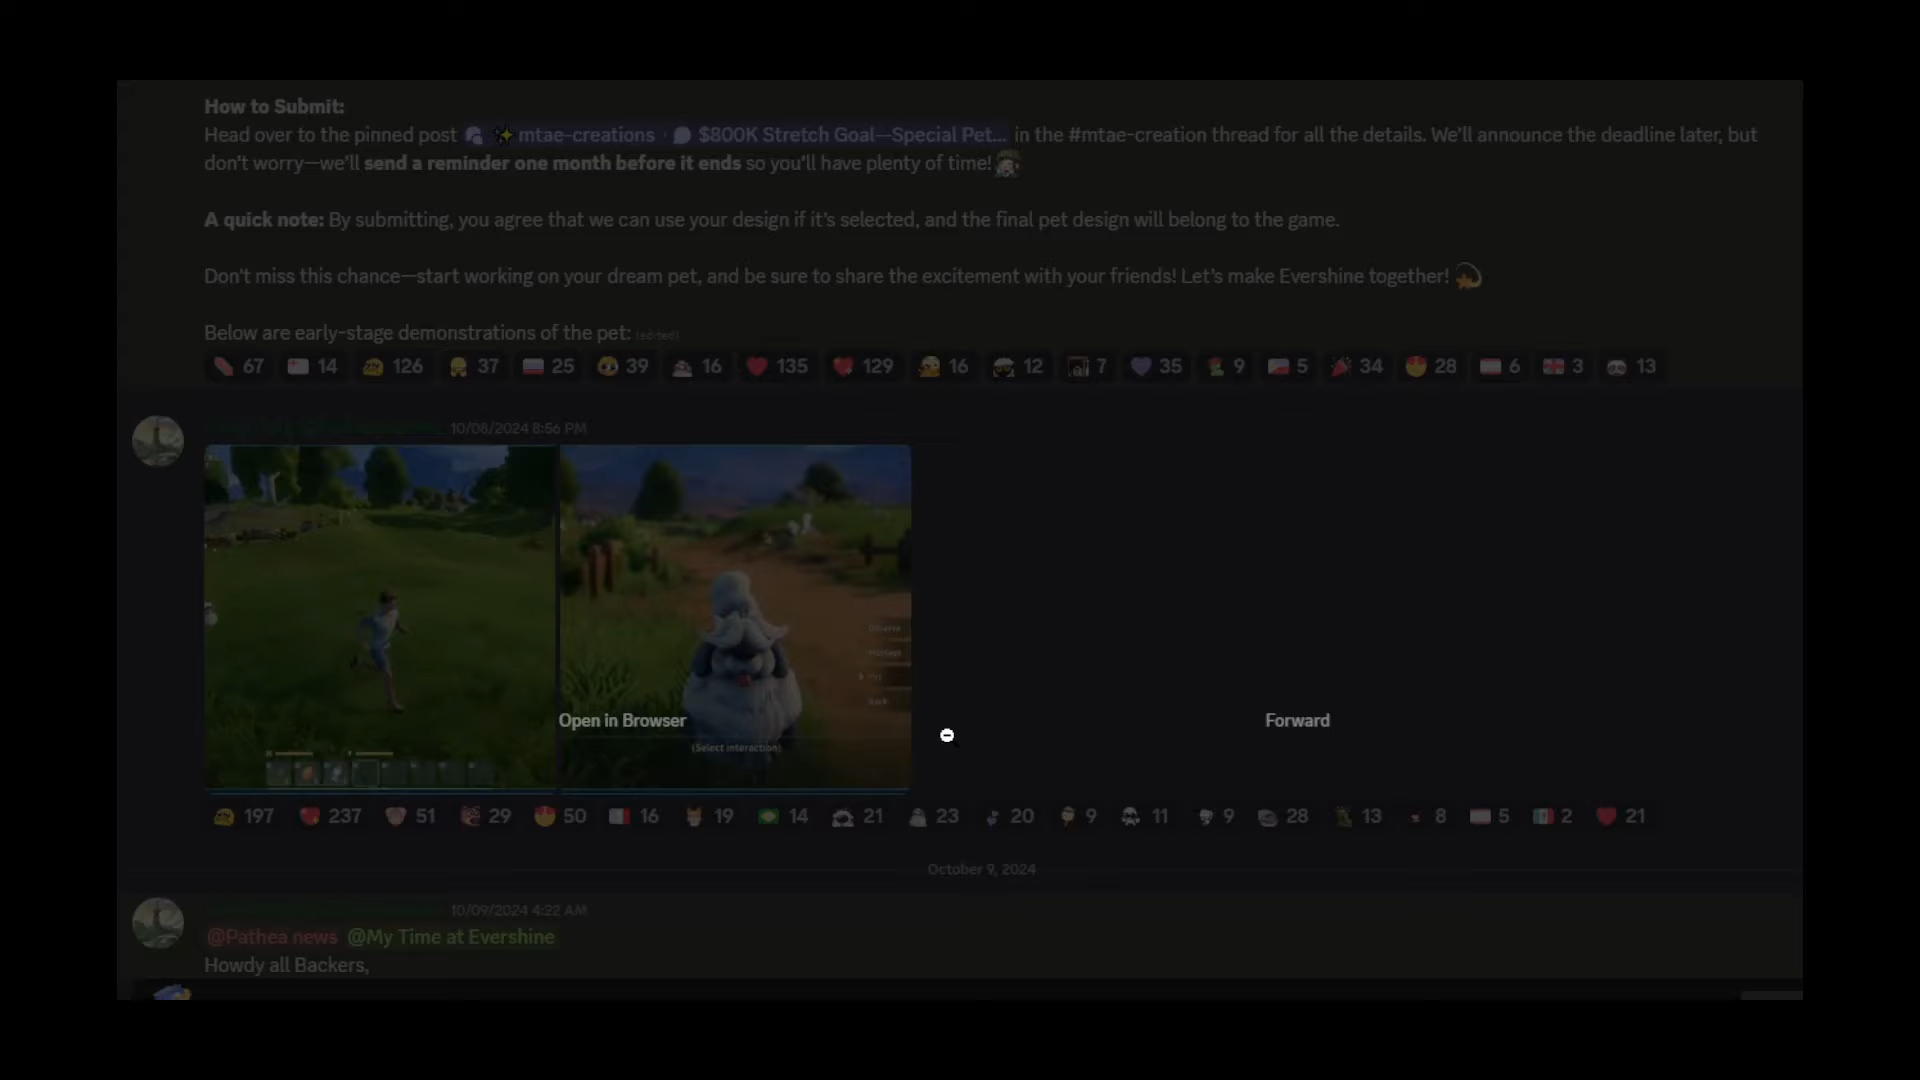 How to Submit:
Head over to the pinned post mtae-creations › $800K Stretch Goal—Special Pet... in the #mtae-creation thread for all the details. We'll announce the deadline later, but
don't worry—we'll send a reminder one month before it ends so you'll have plenty of time!
A quick note: By submitting, you agree that we can use your design if it's selected, and the final pet design will belong to the game.
Don't miss this chance—start working on your dream pet, and be sure to share the excitement with your friends! Let's make Evershine together!
Below are early-stage demonstrations of the pet: (edited)
67 14 126 37 25 39 16 135 129 16 12 7 35 9 5 34 28 6 3 13
10/08/2024 8:56 PM
Pet
Open in Browser
Forward
(Select interaction)
197 237 51 29 50 16 19 14 21 23 20 9 11 9 28 13 8 5 2 21
October 9, 2024
10/09/2024 4:22 AM
@Pathea news @My Time at Evershine
Howdy all Backers,